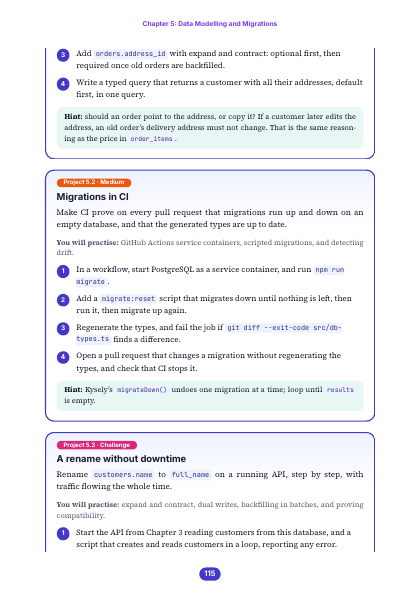 Chapter 5: Data Modelling and Migrations
3 Add orders.address_id with expand and contract: optional first, then
required once old orders are backfilled.
4 Write a typed query that returns a customer with all their addresses, default
first, in one query.
Hint: should an order point to the address, or copy it? If a customer later edits the
address, an old order's delivery address must not change. That is the same reason-
ing as the price in order_items .
Project 5.2 · Medium
Migrations in CI
Make CI prove on every pull request that migrations run up and down on an
empty database, and that the generated types are up to date.
You will practise: GitHub Actions service containers, scripted migrations, and detecting
drift.
1 In a workflow, start PostgreSQL as a service container, and run npm run
migrate .
2 Add a migrate:reset script that migrates down until nothing is left, then
run it, then migrate up again.
3 Regenerate the types, and fail the job if git diff --exit-code src/db-
types.ts finds a difference.
4 Open a pull request that changes a migration without regenerating the
types, and check that CI stops it.
Hint: Kysely's migrateDown() undoes one migration at a time; loop until results
is empty.
Project 5.3 · Challenge
A rename without downtime
Rename customers.name to full_name on a running API, step by step, with
traffic flowing the whole time.
You will practise: expand and contract, dual writes, backfilling in batches, and proving
compatibility.
1 Start the API from Chapter 3 reading customers from this database, and a
script that creates and reads customers in a loop, reporting any error.
115